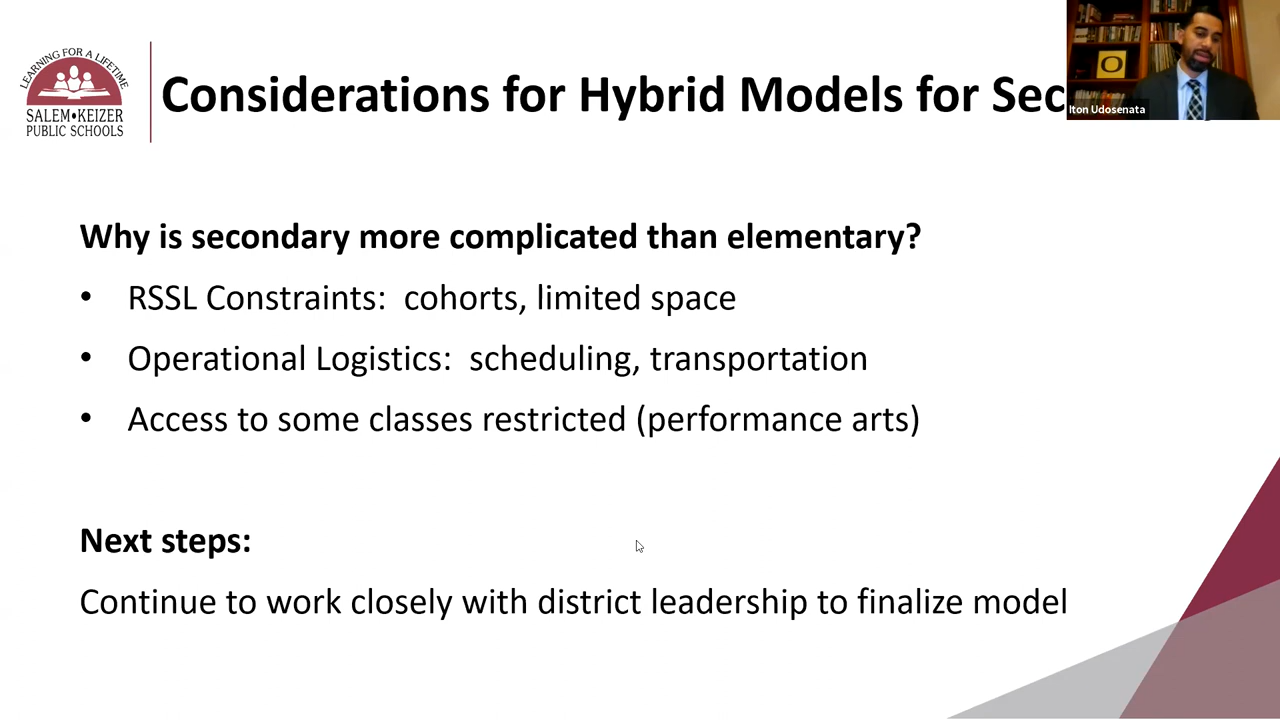 LEARNING FOR A LIFETIME
SALEM•KEIZER
PUBLIC SCHOOLS
Considerations for Hybrid Models for Sec
O
lton Udosenata
Why is secondary more complicated than elementary?
• RSSL Constraints:  cohorts, limited space
• Operational Logistics:  scheduling, transportation
• Access to some classes restricted (performance arts)
Next steps:
Continue to work closely with district leadership to finalize model